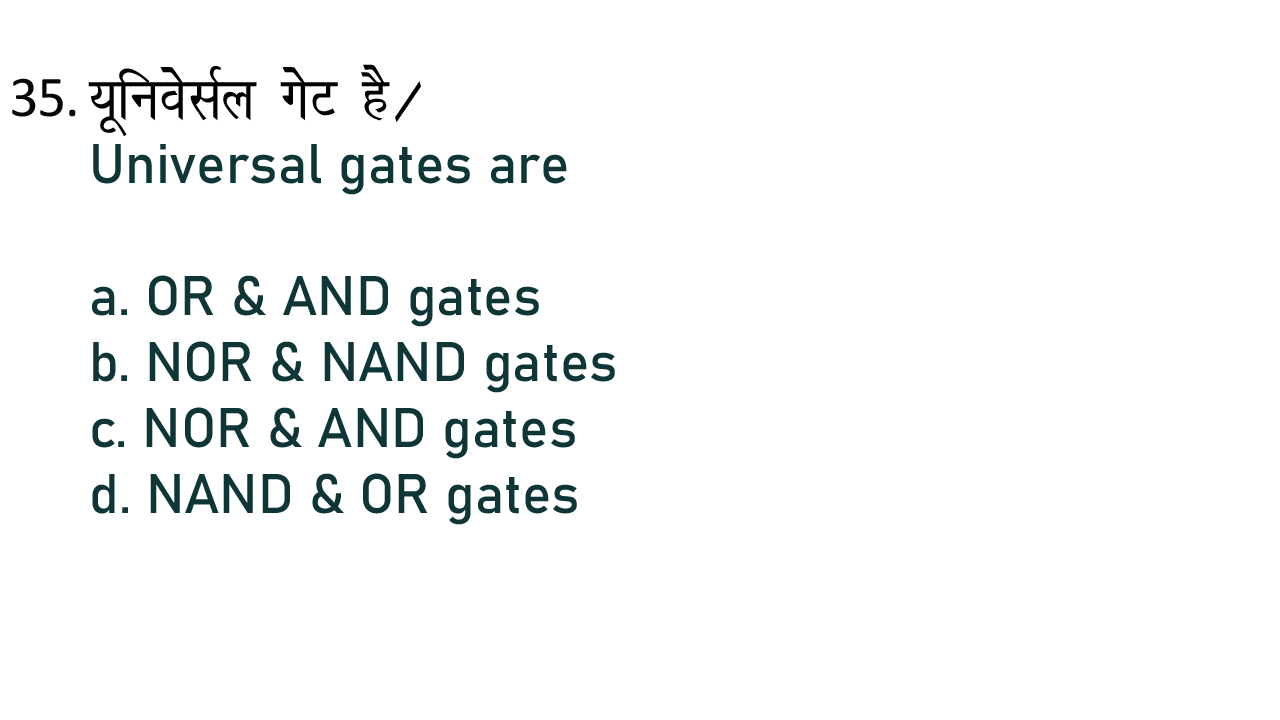 35. यूनिवेर्सल गेट है/
Universal gates are
a. OR & AND gates
b. NOR & NAND gates
c. NOR & AND gates
d. NAND & OR gates